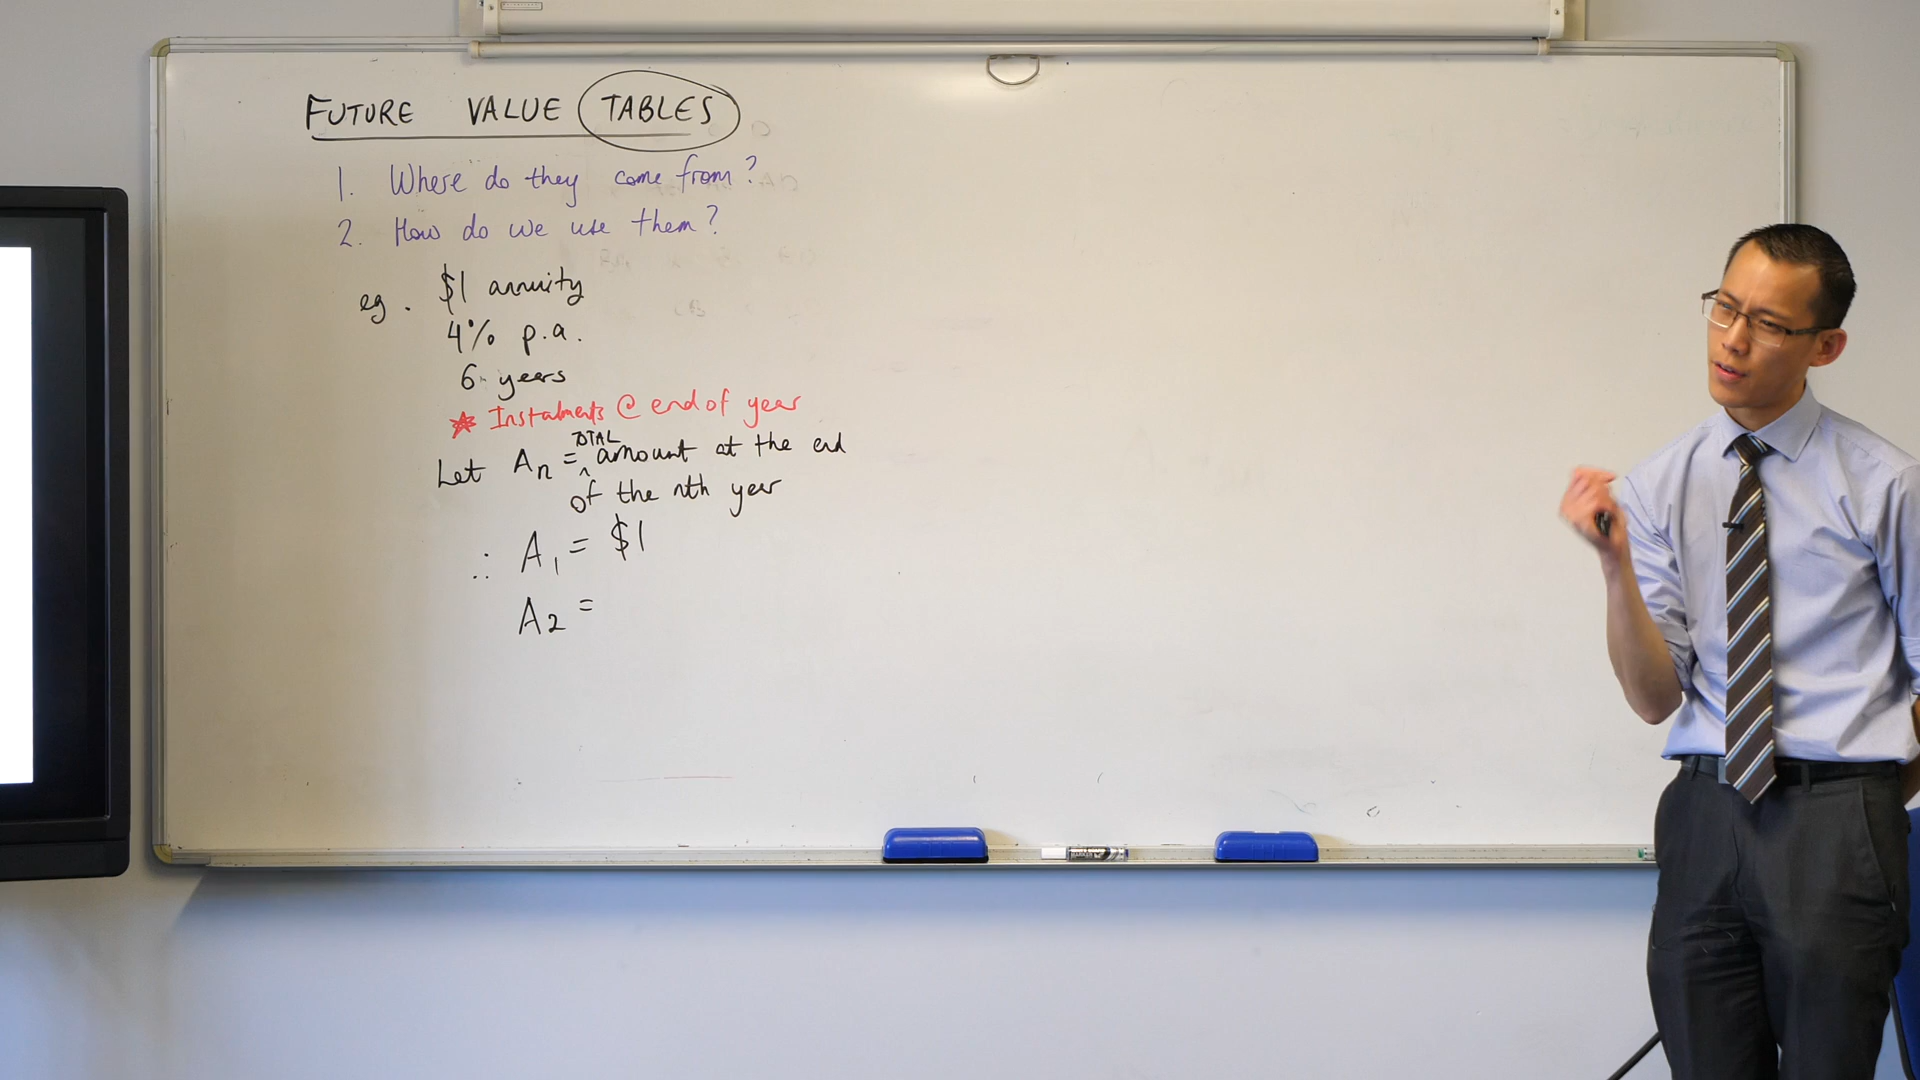 FUTURE VALUE TABLES
1. Where do they come from?
2. How do we use them?
eg. $1 annuity
4% p.a.
6 years
★ Instalments @ end of year
Let An = TOTAL amount at the end
of the nth year
∴ A1 = $1
A2 =